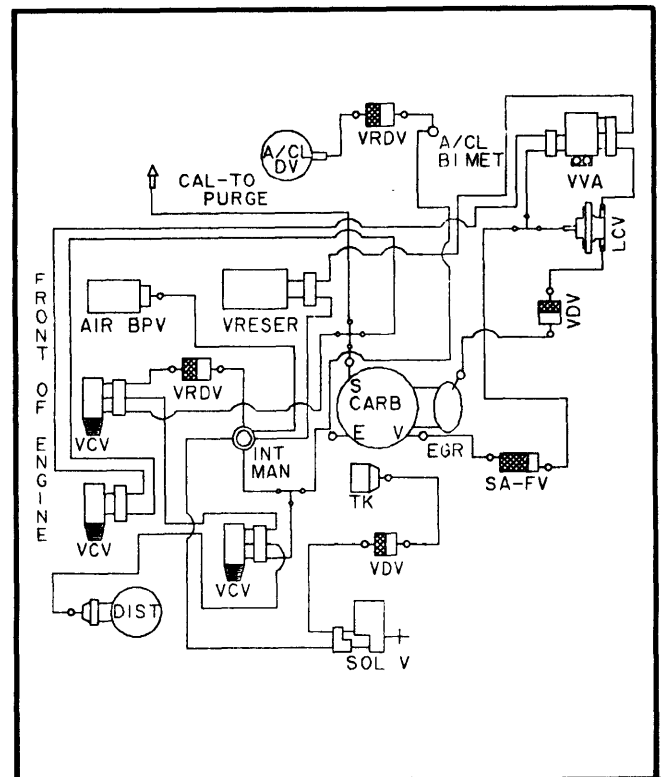 VRDV
A/CL
DV
A/CL
BIMET
VVA
CAL-TO
PURGE
LCV
FRONT OF ENGINE
AIR BPV
VRESER
VDV
VRDV
S
CARB
E V
VCV
INT
MAN
EGR
SA-FV
TK
VCV
VCV
VDV
DIST
SOL V